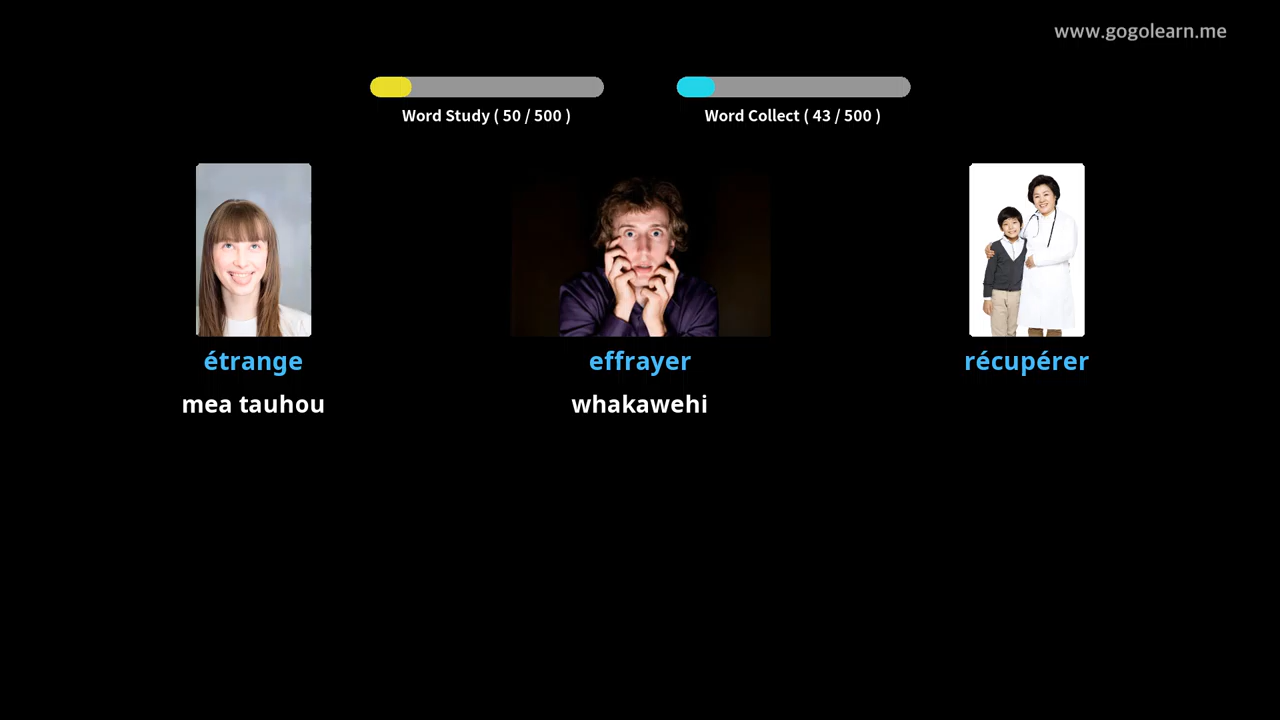 www.gogolearn.me
Word Study ( 50 / 500 )
Word Collect ( 43 / 500 )
étrange
effrayer
récupérer
mea tauhou
whakawehi